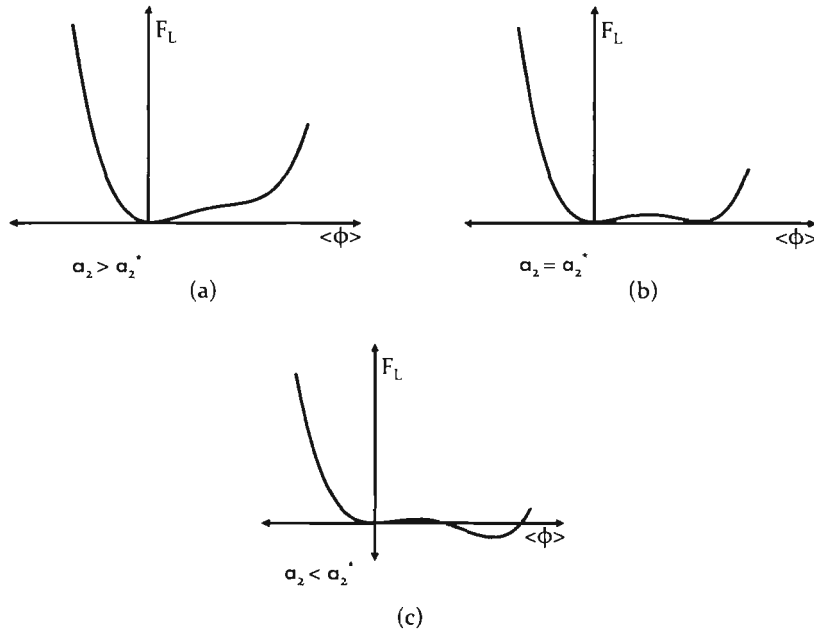 F_L
<ϕ>
a₂ > a₂*
(a)
F_L
<ϕ>
a₂ = a₂*
(b)
F_L
<ϕ>
a₂ < a₂*
(c)